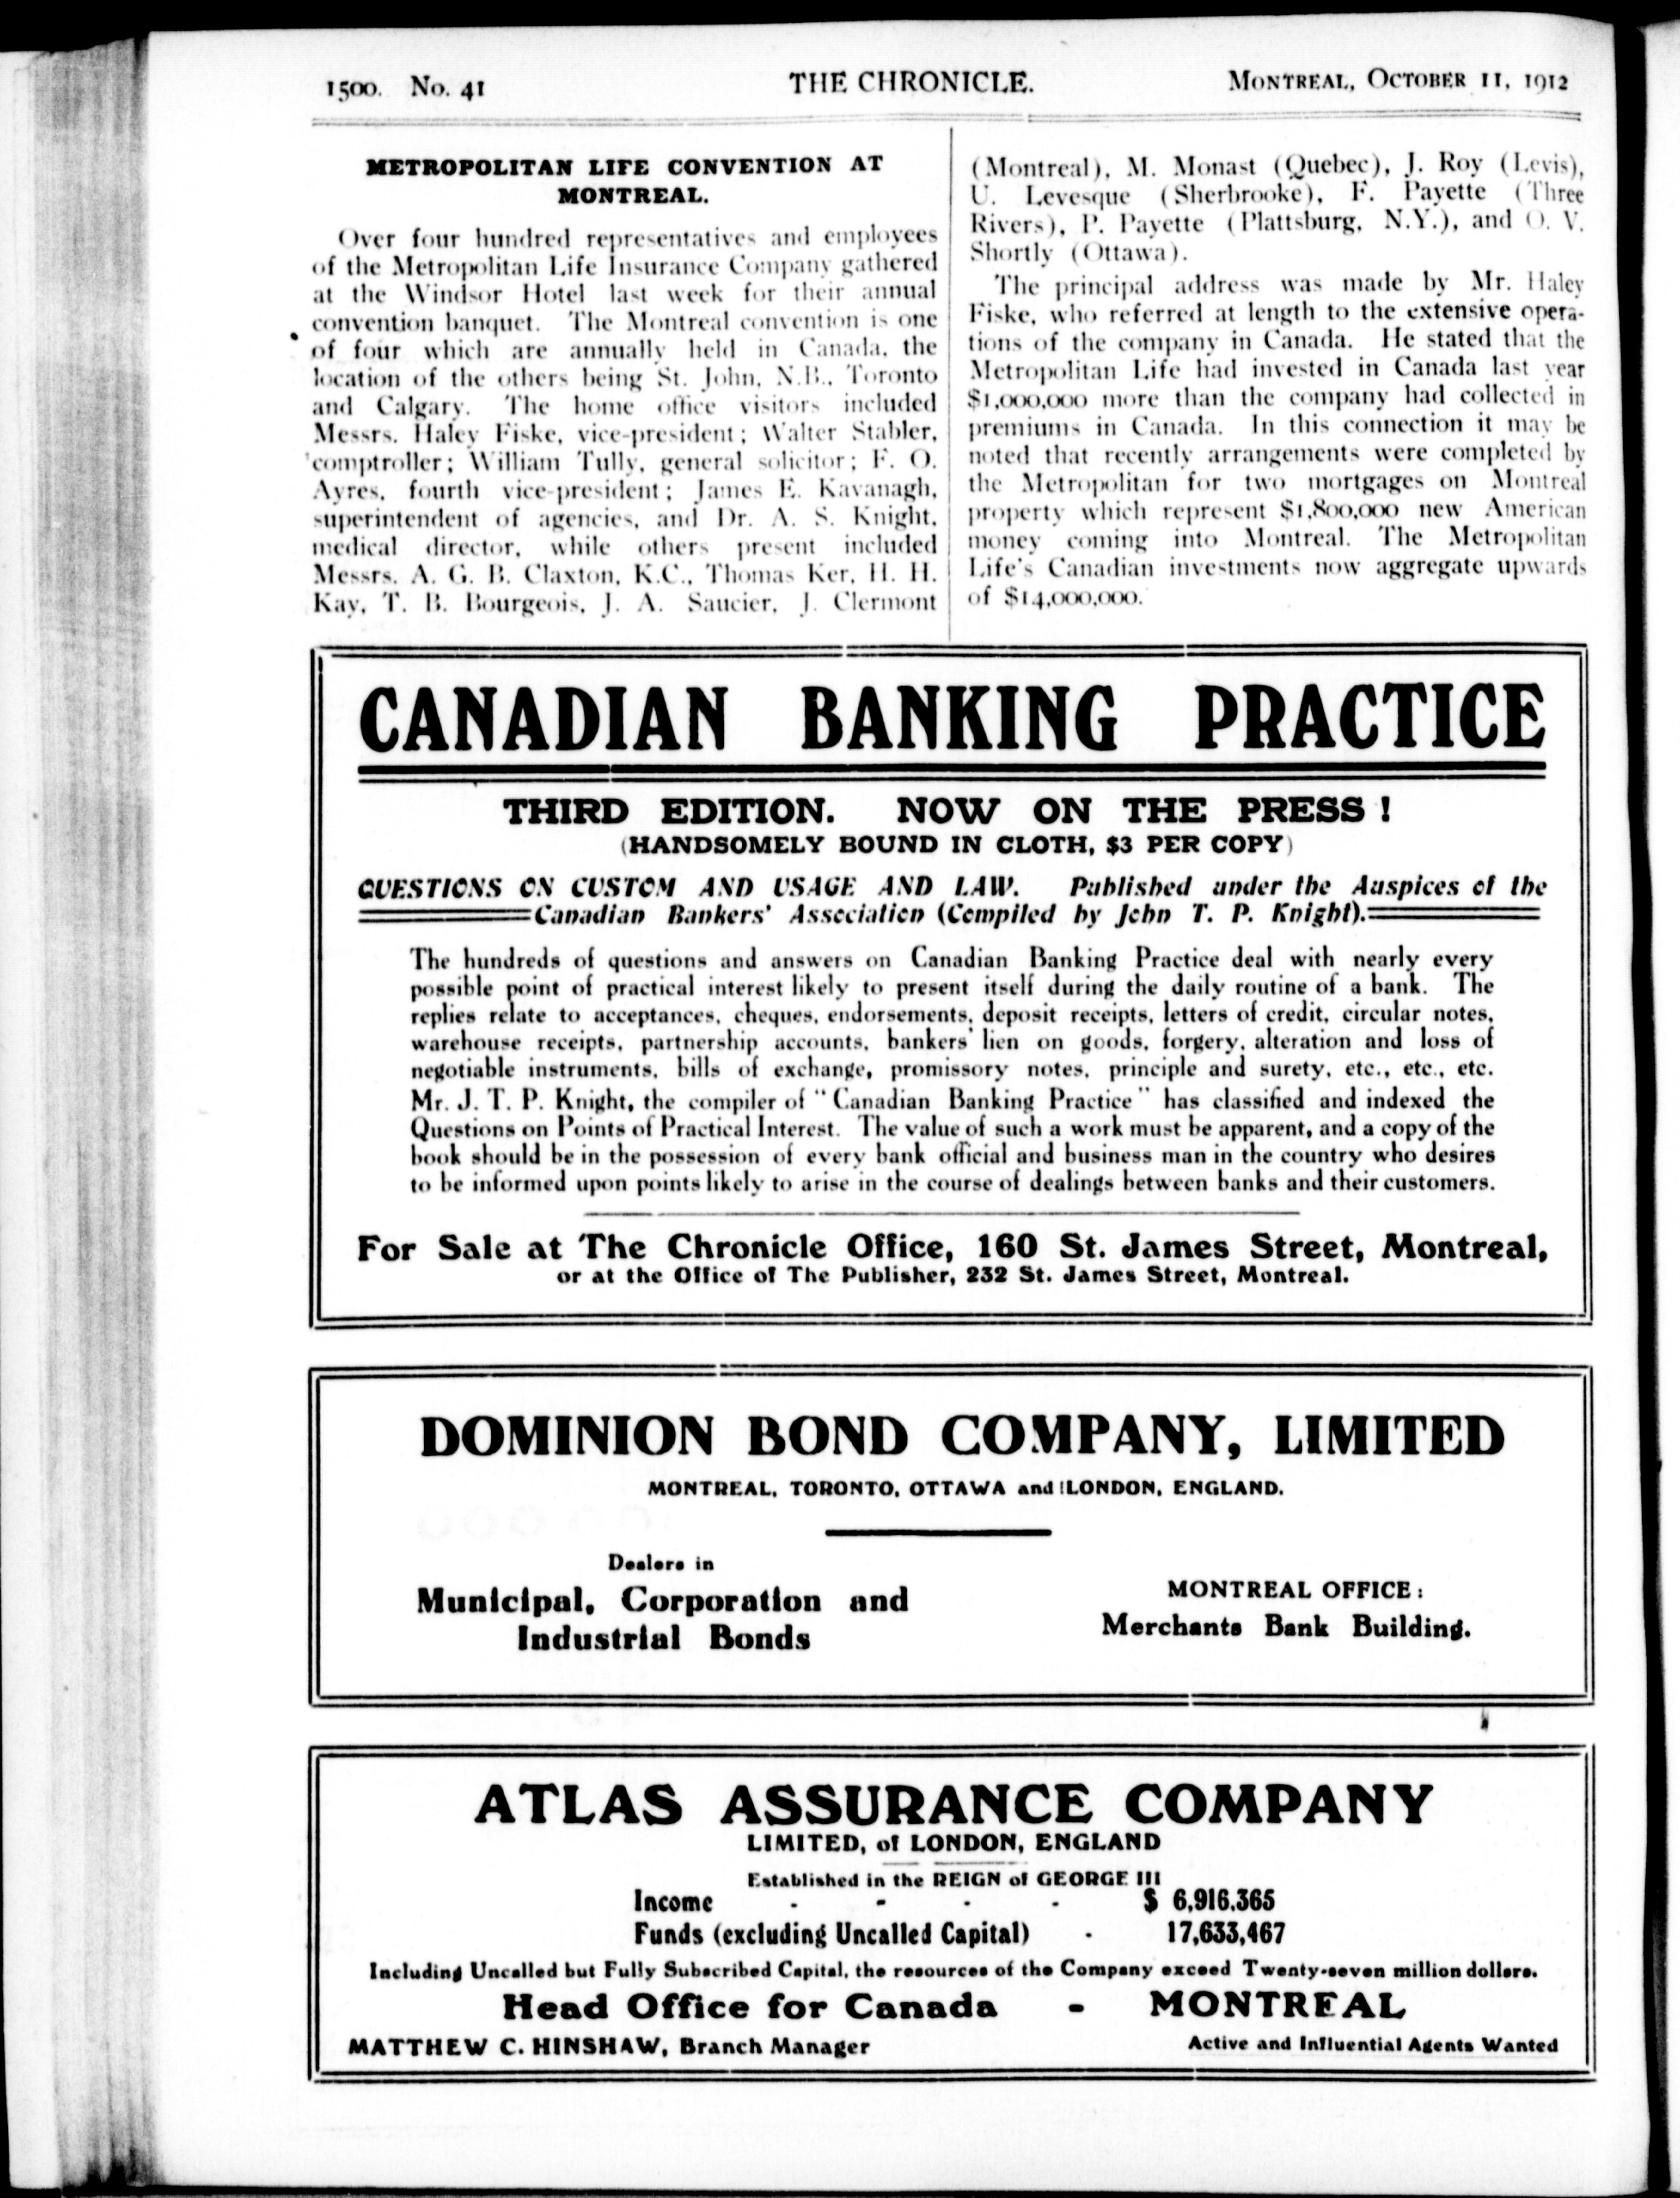 1500. No. 41 THE CHRONICLE. MONTREAL, OCTOBER 11, 1912
METROPOLITAN LIFE CONVENTION AT
MONTREAL.
Over four hundred representatives and employees
of the Metropolitan Life Insurance Company gathered
at the Windsor Hotel last week for their annual
convention banquet. The Montreal convention is one
of four which are annually held in Canada, the
location of the others being St. John, N.B., Toronto
and Calgary. The home office visitors included
Messrs. Haley Fiske, vice-president; Walter Stabler,
comptroller; William Tully, general solicitor; F. O.
Ayres, fourth vice-president; James E. Kavanagh,
superintendent of agencies, and Dr. A. S. Knight,
medical director, while others present included
Messrs. A. G. B. Claxton, K.C., Thomas Ker, H. H.
Kay, T. B. Bourgeois, J. A. Saucier, J. Clermont
(Montreal), M. Monast (Quebec), J. Roy (Levis),
U. Levesque (Sherbrooke), F. Payette (Three
Rivers), P. Payette (Plattsburg, N.Y.), and O. V.
Shortly (Ottawa).
The principal address was made by Mr. Haley
Fiske, who referred at length to the extensive opera-
tions of the company in Canada. He stated that the
Metropolitan Life had invested in Canada last year
$1,000,000 more than the company had collected in
premiums in Canada. In this connection it may be
noted that recently arrangements were completed by
the Metropolitan for two mortgages on Montreal
property which represent $1,800,000 new American
money coming into Montreal. The Metropolitan
Life's Canadian investments now aggregate upwards
of $14,000,000.
CANADIAN BANKING PRACTICE
THIRD EDITION. NOW ON THE PRESS!
(HANDSOMELY BOUND IN CLOTH, $3 PER COPY)
QUESTIONS ON CUSTOM AND USAGE AND LAW. Published under the Auspices of the
Canadian Bankers' Association (Compiled by John T. P. Knight).
The hundreds of questions and answers on Canadian Banking Practice deal with nearly every
possible point of practical interest likely to present itself during the daily routine of a bank. The
replies relate to acceptances, cheques, endorsements, deposit receipts, letters of credit, circular notes,
warehouse receipts, partnership accounts, bankers' lien on goods, forgery, alteration and loss of
negotiable instruments, bills of exchange, promissory notes, principle and surety, etc., etc., etc.
Mr. J. T. P. Knight, the compiler of "Canadian Banking Practice" has classified and indexed the
Questions on Points of Practical Interest. The value of such a work must be apparent, and a copy of the
book should be in the possession of every bank official and business man in the country who desires
to be informed upon points likely to arise in the course of dealings between banks and their customers.
For Sale at The Chronicle Office, 160 St. James Street, Montreal,
or at the Office of The Publisher, 232 St. James Street, Montreal.
DOMINION BOND COMPANY, LIMITED
MONTREAL, TORONTO, OTTAWA and LONDON, ENGLAND.
Dealers in
Municipal, Corporation and
Industrial Bonds
MONTREAL OFFICE:
Merchants Bank Building.
ATLAS ASSURANCE COMPANY
LIMITED, of LONDON, ENGLAND
Established in the REIGN of GEORGE III
Income - - - - $ 6,916,365
Funds (excluding Uncalled Capital) - 17,633,467
Including Uncalled but Fully Subscribed Capital, the resources of the Company exceed Twenty-seven million dollars.
Head Office for Canada - MONTREAL
MATTHEW C. HINSHAW, Branch Manager Active and Influential Agents Wanted